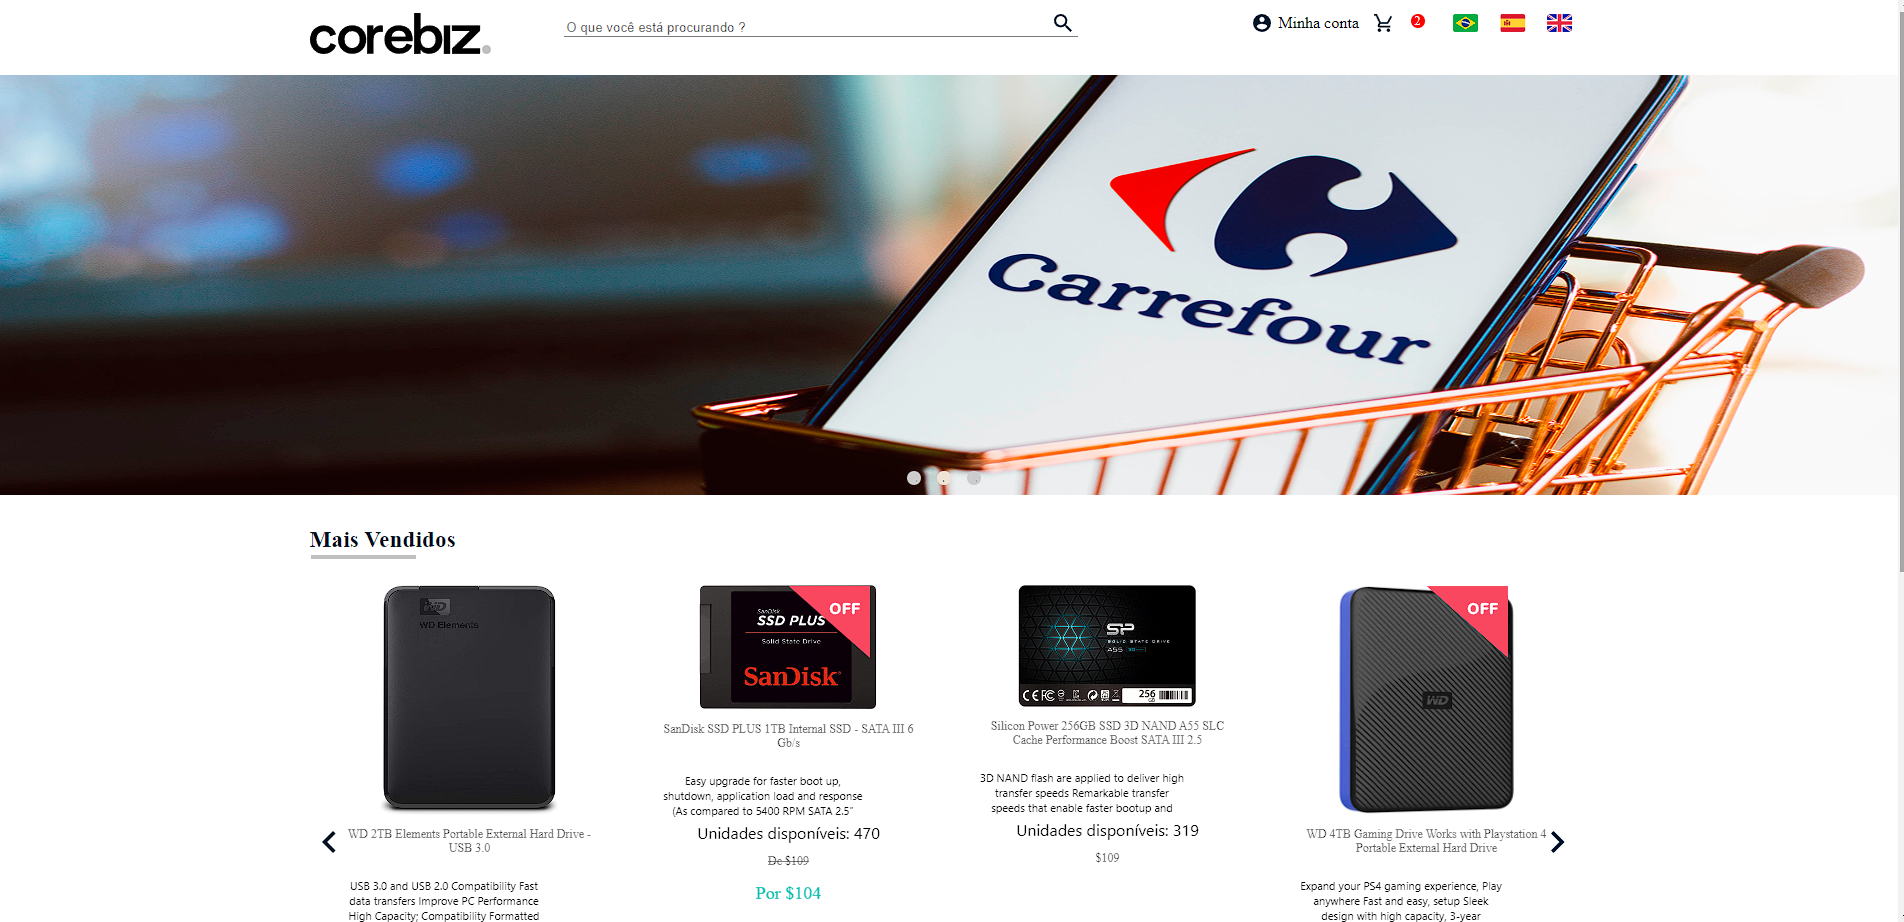 corebiz.
O que você está procurando ?
Minha conta
2
Carrefour
Mais Vendidos
WD
WD Elements
SanDisk
SSD PLUS
Solid State Drive
SanDisk
OFF
SP
SOLID STATE DRIVE
A55
256
GB
OFF
WD
SanDisk SSD PLUS 1TB Internal SSD - SATA III 6
Gb/s
Easy upgrade for faster boot up,
shutdown, application load and response
(As compared to 5400 RPM SATA 2.5”
Unidades disponíveis: 470
De $109
Por $104
Silicon Power 256GB SSD 3D NAND A55 SLC
Cache Performance Boost SATA III 2.5
3D NAND flash are applied to deliver high
transfer speeds Remarkable transfer
speeds that enable faster bootup and
Unidades disponíveis: 319
$109
WD 2TB Elements Portable External Hard Drive -
USB 3.0
USB 3.0 and USB 2.0 Compatibility Fast
data transfers Improve PC Performance
High Capacity; Compatibility Formatted
WD 4TB Gaming Drive Works with Playstation 4
Portable External Hard Drive
Expand your PS4 gaming experience, Play
anywhere Fast and easy, setup Sleek
design with high capacity, 3-year